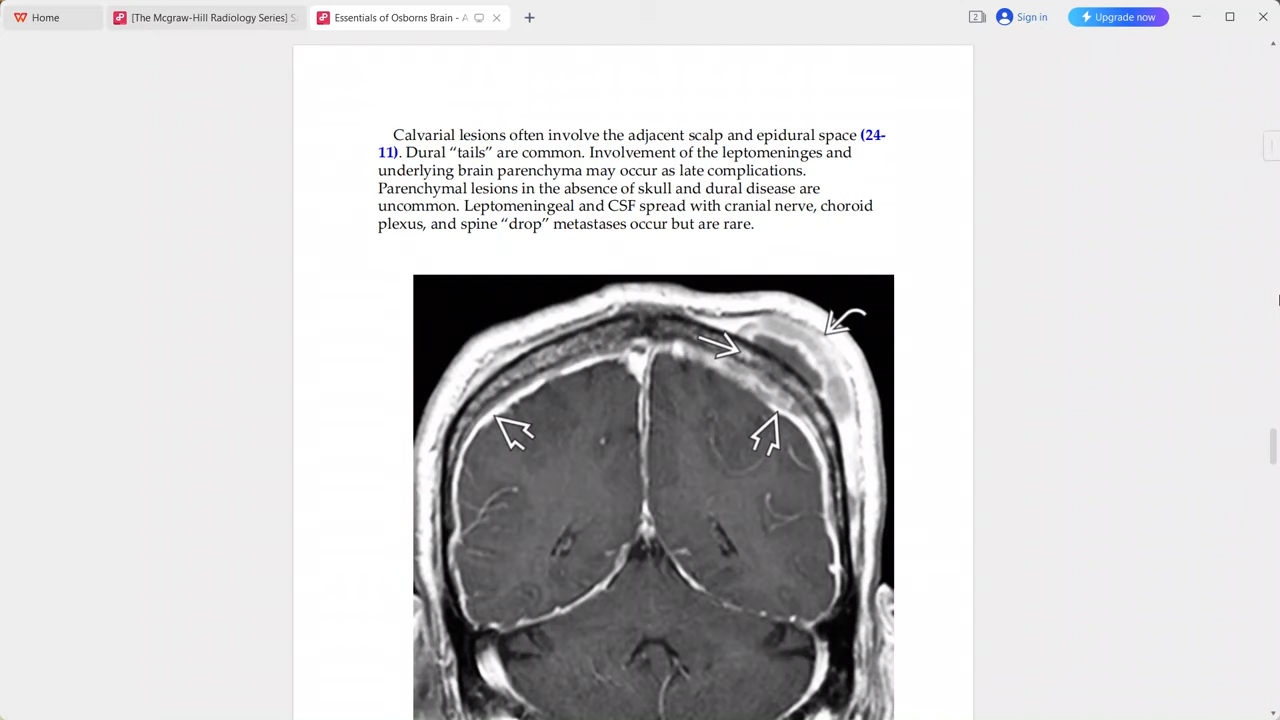 Home
[The Mcgraw-Hill Radiology Series] S
Essentials of Osborns Brain - A
2
Sign in
Upgrade now
Calvarial lesions often involve the adjacent scalp and epidural space (24-
11). Dural “tails” are common. Involvement of the leptomeninges and
underlying brain parenchyma may occur as late complications.
Parenchymal lesions in the absence of skull and dural disease are
uncommon. Leptomeningeal and CSF spread with cranial nerve, choroid
plexus, and spine “drop” metastases occur but are rare.